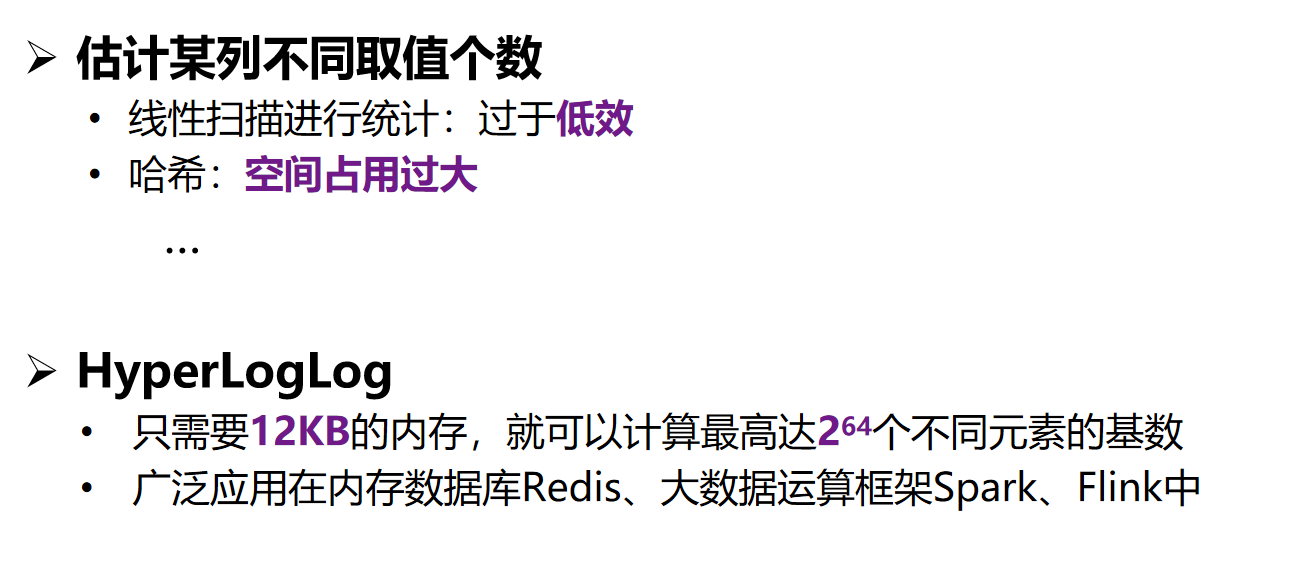 ➢ 估计某列不同取值个数
• 线性扫描进行统计：过于低效
• 哈希：空间占用过大
…
➢ HyperLogLog
• 只需要12KB的内存，就可以计算最高达2⁶⁴个不同元素的基数
• 广泛应用在内存数据库Redis、大数据运算框架Spark、Flink中